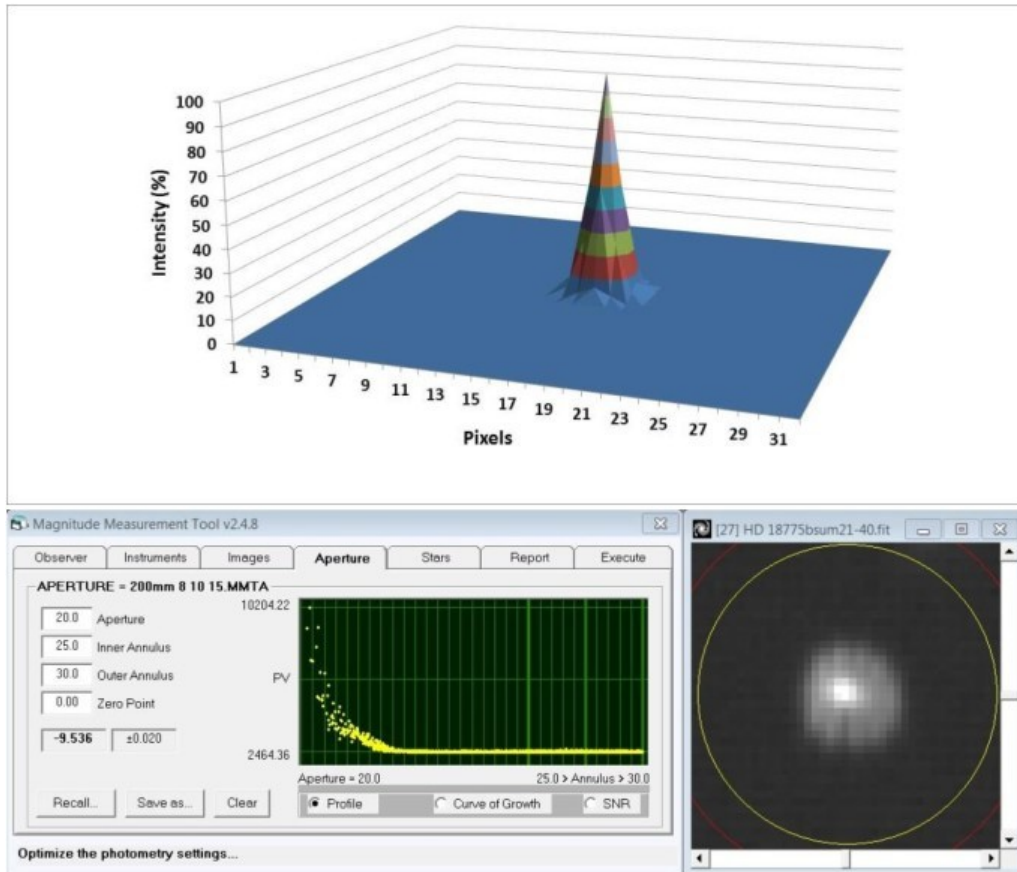 100
90
80
70
60
50
40
30
20
10
0
Intensity (%)
1 3 5 7 9 11 13 15 17 19 21 23 25 27 29 31
Pixels
Magnitude Measurement Tool v2.4.8
Observer Instruments Images Aperture Stars Report Execute
APERTURE = 200mm 8 10 15.MMTA
20.0 Aperture
25.0 Inner Annulus
30.0 Outer Annulus
0.00 Zero Point
-9.536 ±0.020
10204.22
PV
2464.36
Aperture = 20.0 25.0 > Annulus > 30.0
Recall... Save as... Clear
Profile Curve of Growth SNR
Optimize the photometry settings...
[27] HD 18775bsum21-40.fit